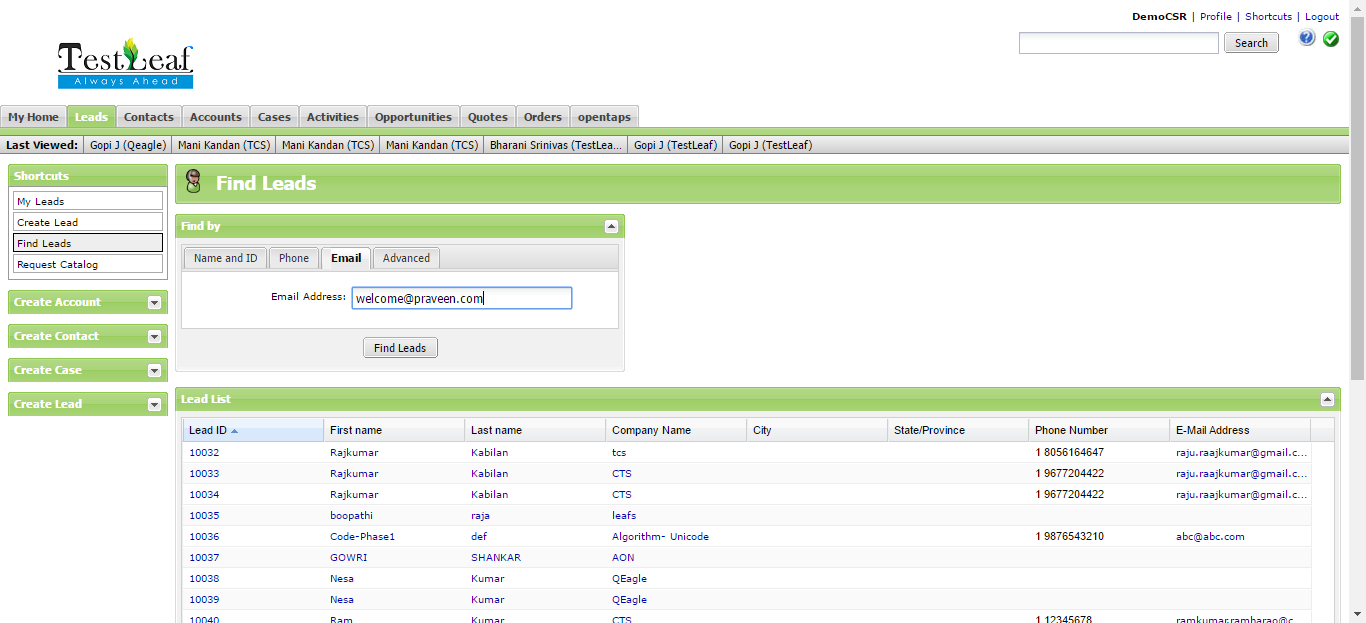 DemoCSR | Profile | Shortcuts | Logout
Search
TestLeaf
Always Ahead
My Home Leads Contacts Accounts Cases Activities Opportunities Quotes Orders opentaps
Last Viewed: Gopi J (Qeagle) Mani Kandan (TCS) Mani Kandan (TCS) Mani Kandan (TCS) Bharani Srinivas (TestLea... Gopi J (TestLeaf) Gopi J (TestLeaf)
Shortcuts
My Leads
Create Lead
Find Leads
Request Catalog
Create Account
Create Contact
Create Case
Create Lead
Find Leads
Find by
Name and ID Phone Email Advanced
Email Address: welcome@praveen.com
Find Leads
Lead List
Lead ID First name Last name Company Name City State/Province Phone Number E-Mail Address
10032 Rajkumar Kabilan tcs 1 8056164647 raju.raajkumar@gmail.c...
10033 Rajkumar Kabilan CTS 1 9677204422 raju.raajkumar@gmail.c...
10034 Rajkumar Kabilan CTS 1 9677204422 raju.raajkumar@gmail.c...
10035 boopathi raja leafs
10036 Code-Phase1 def Algorithm- Unicode 1 9876543210 abc@abc.com
10037 GOWRI SHANKAR AON
10038 Nesa Kumar QEagle
10039 Nesa Kumar QEagle
10040 Ram Kumar CTS 1 12345678 ramkumar.ramharao@c...